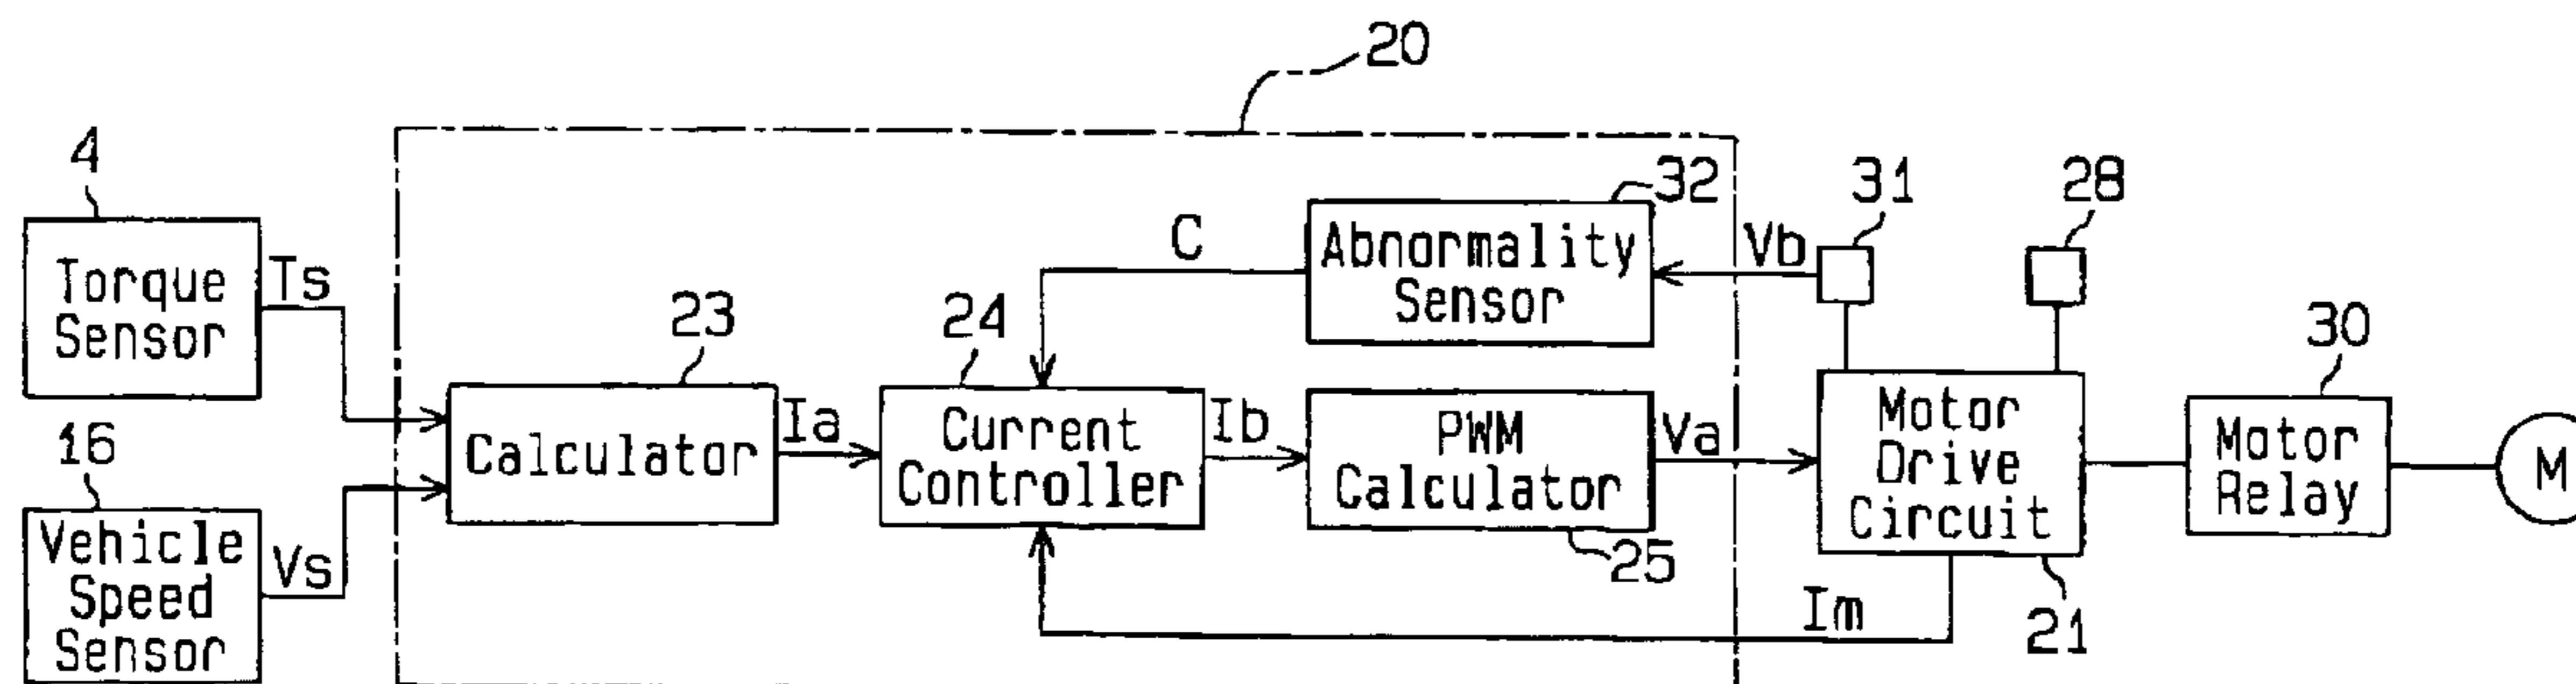 20
4
32
31
28
Torque
Sensor
Ts
C
Abnormality
Sensor
Vb
23
24
30
16
Vehicle
Speed
Sensor
Vs
Calculator
Ia
Current
Controller
Ib
PWM
Calculator
Va
Motor
Drive
Circuit
Motor
Relay
M
25
Im
21